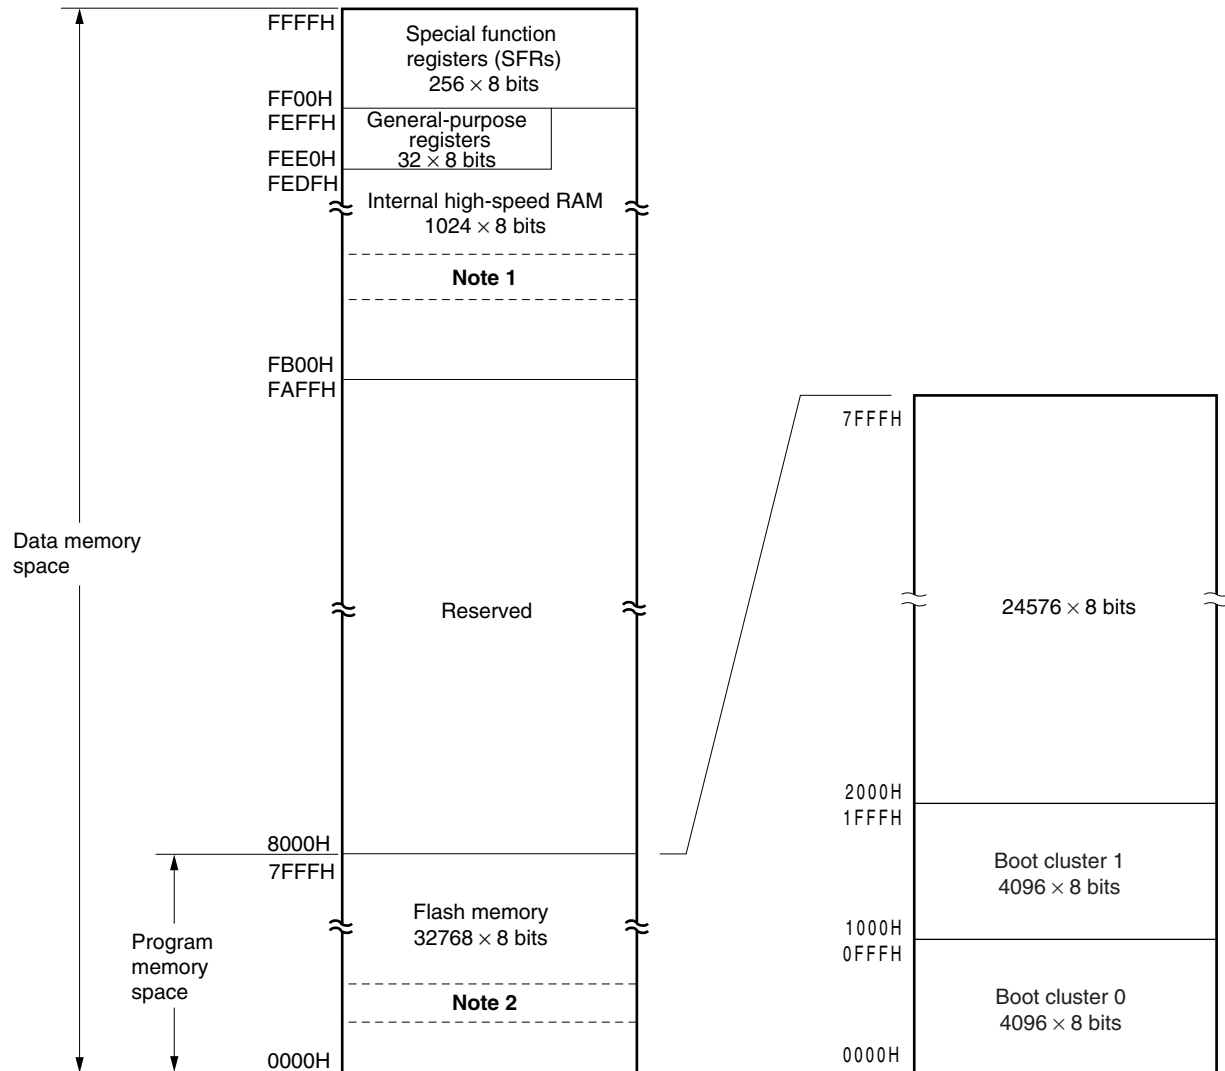 FFFFH
Special function
registers (SFRs)
256 × 8 bits
FF00H
FEFFH
General-purpose
registers
32 × 8 bits
FEE0H
FEDFH
Internal high-speed RAM
1024 × 8 bits
Note 1
FB00H
FAFFH
Data memory
space
Reserved
8000H
7FFFH
Flash memory
32768 × 8 bits
Program
memory
space
Note 2
0000H
7FFFH
24576 × 8 bits
2000H
1FFFH
Boot cluster 1
4096 × 8 bits
1000H
0FFFH
Boot cluster 0
4096 × 8 bits
0000H